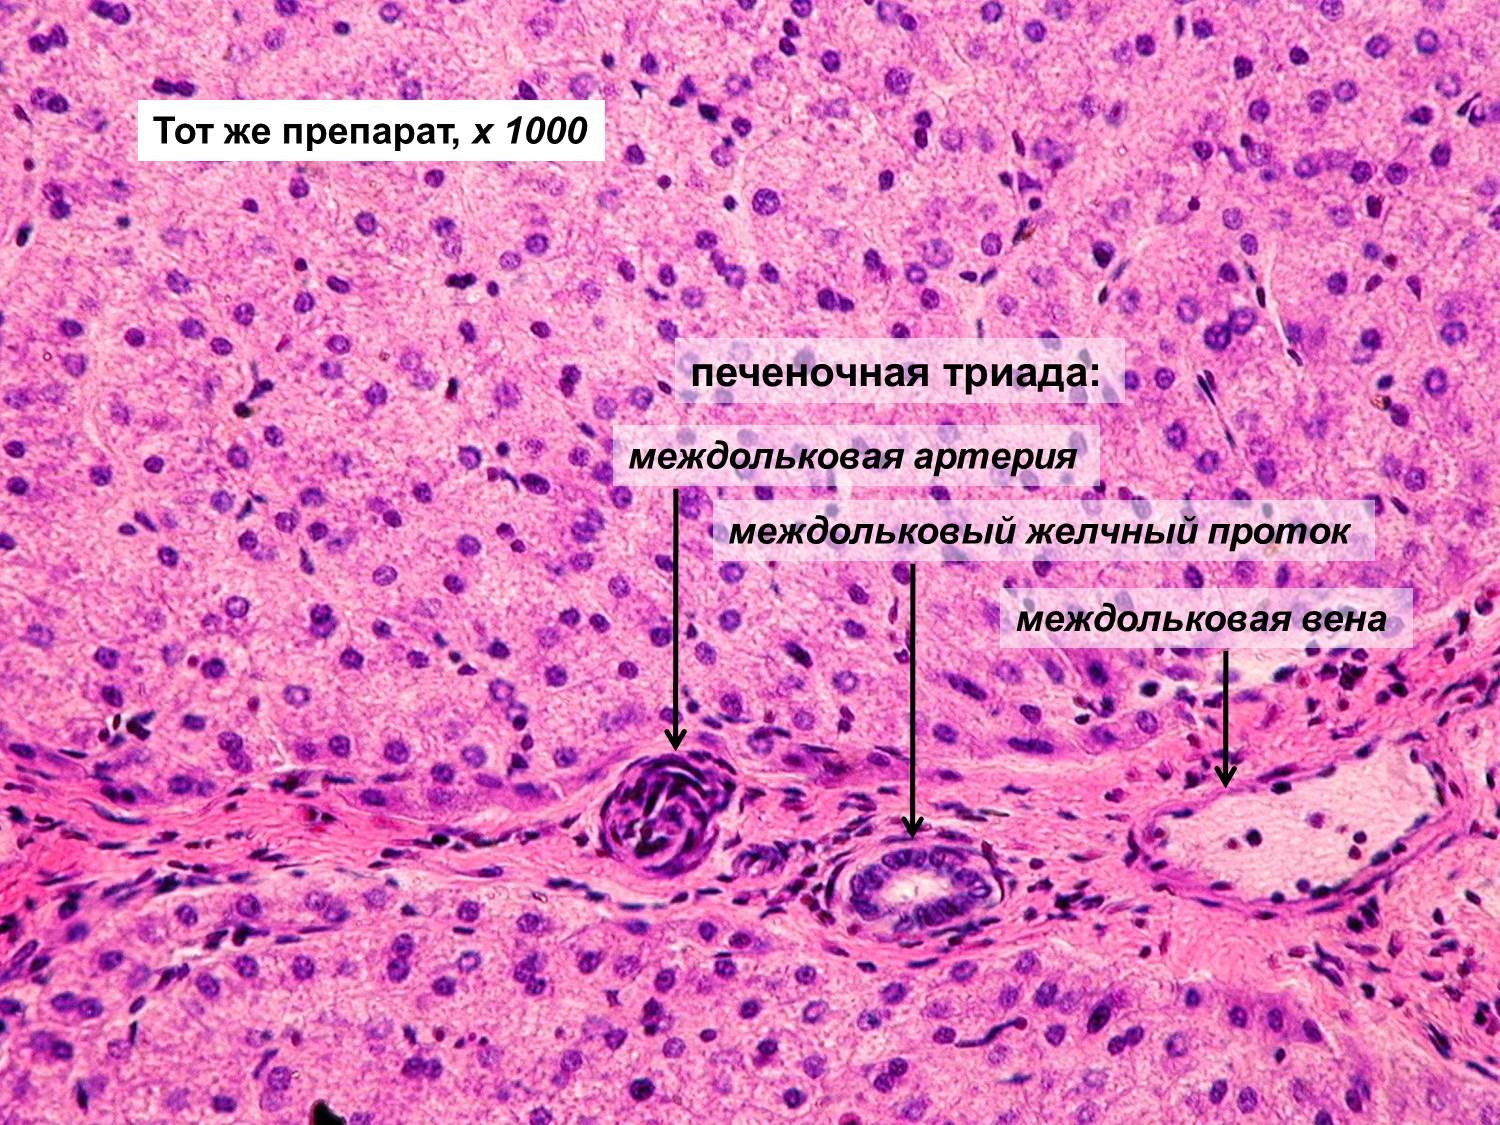 Тот же препарат, х 1000
печеночная триада:
междольковая артерия
междольковый желчный проток
междольковая вена